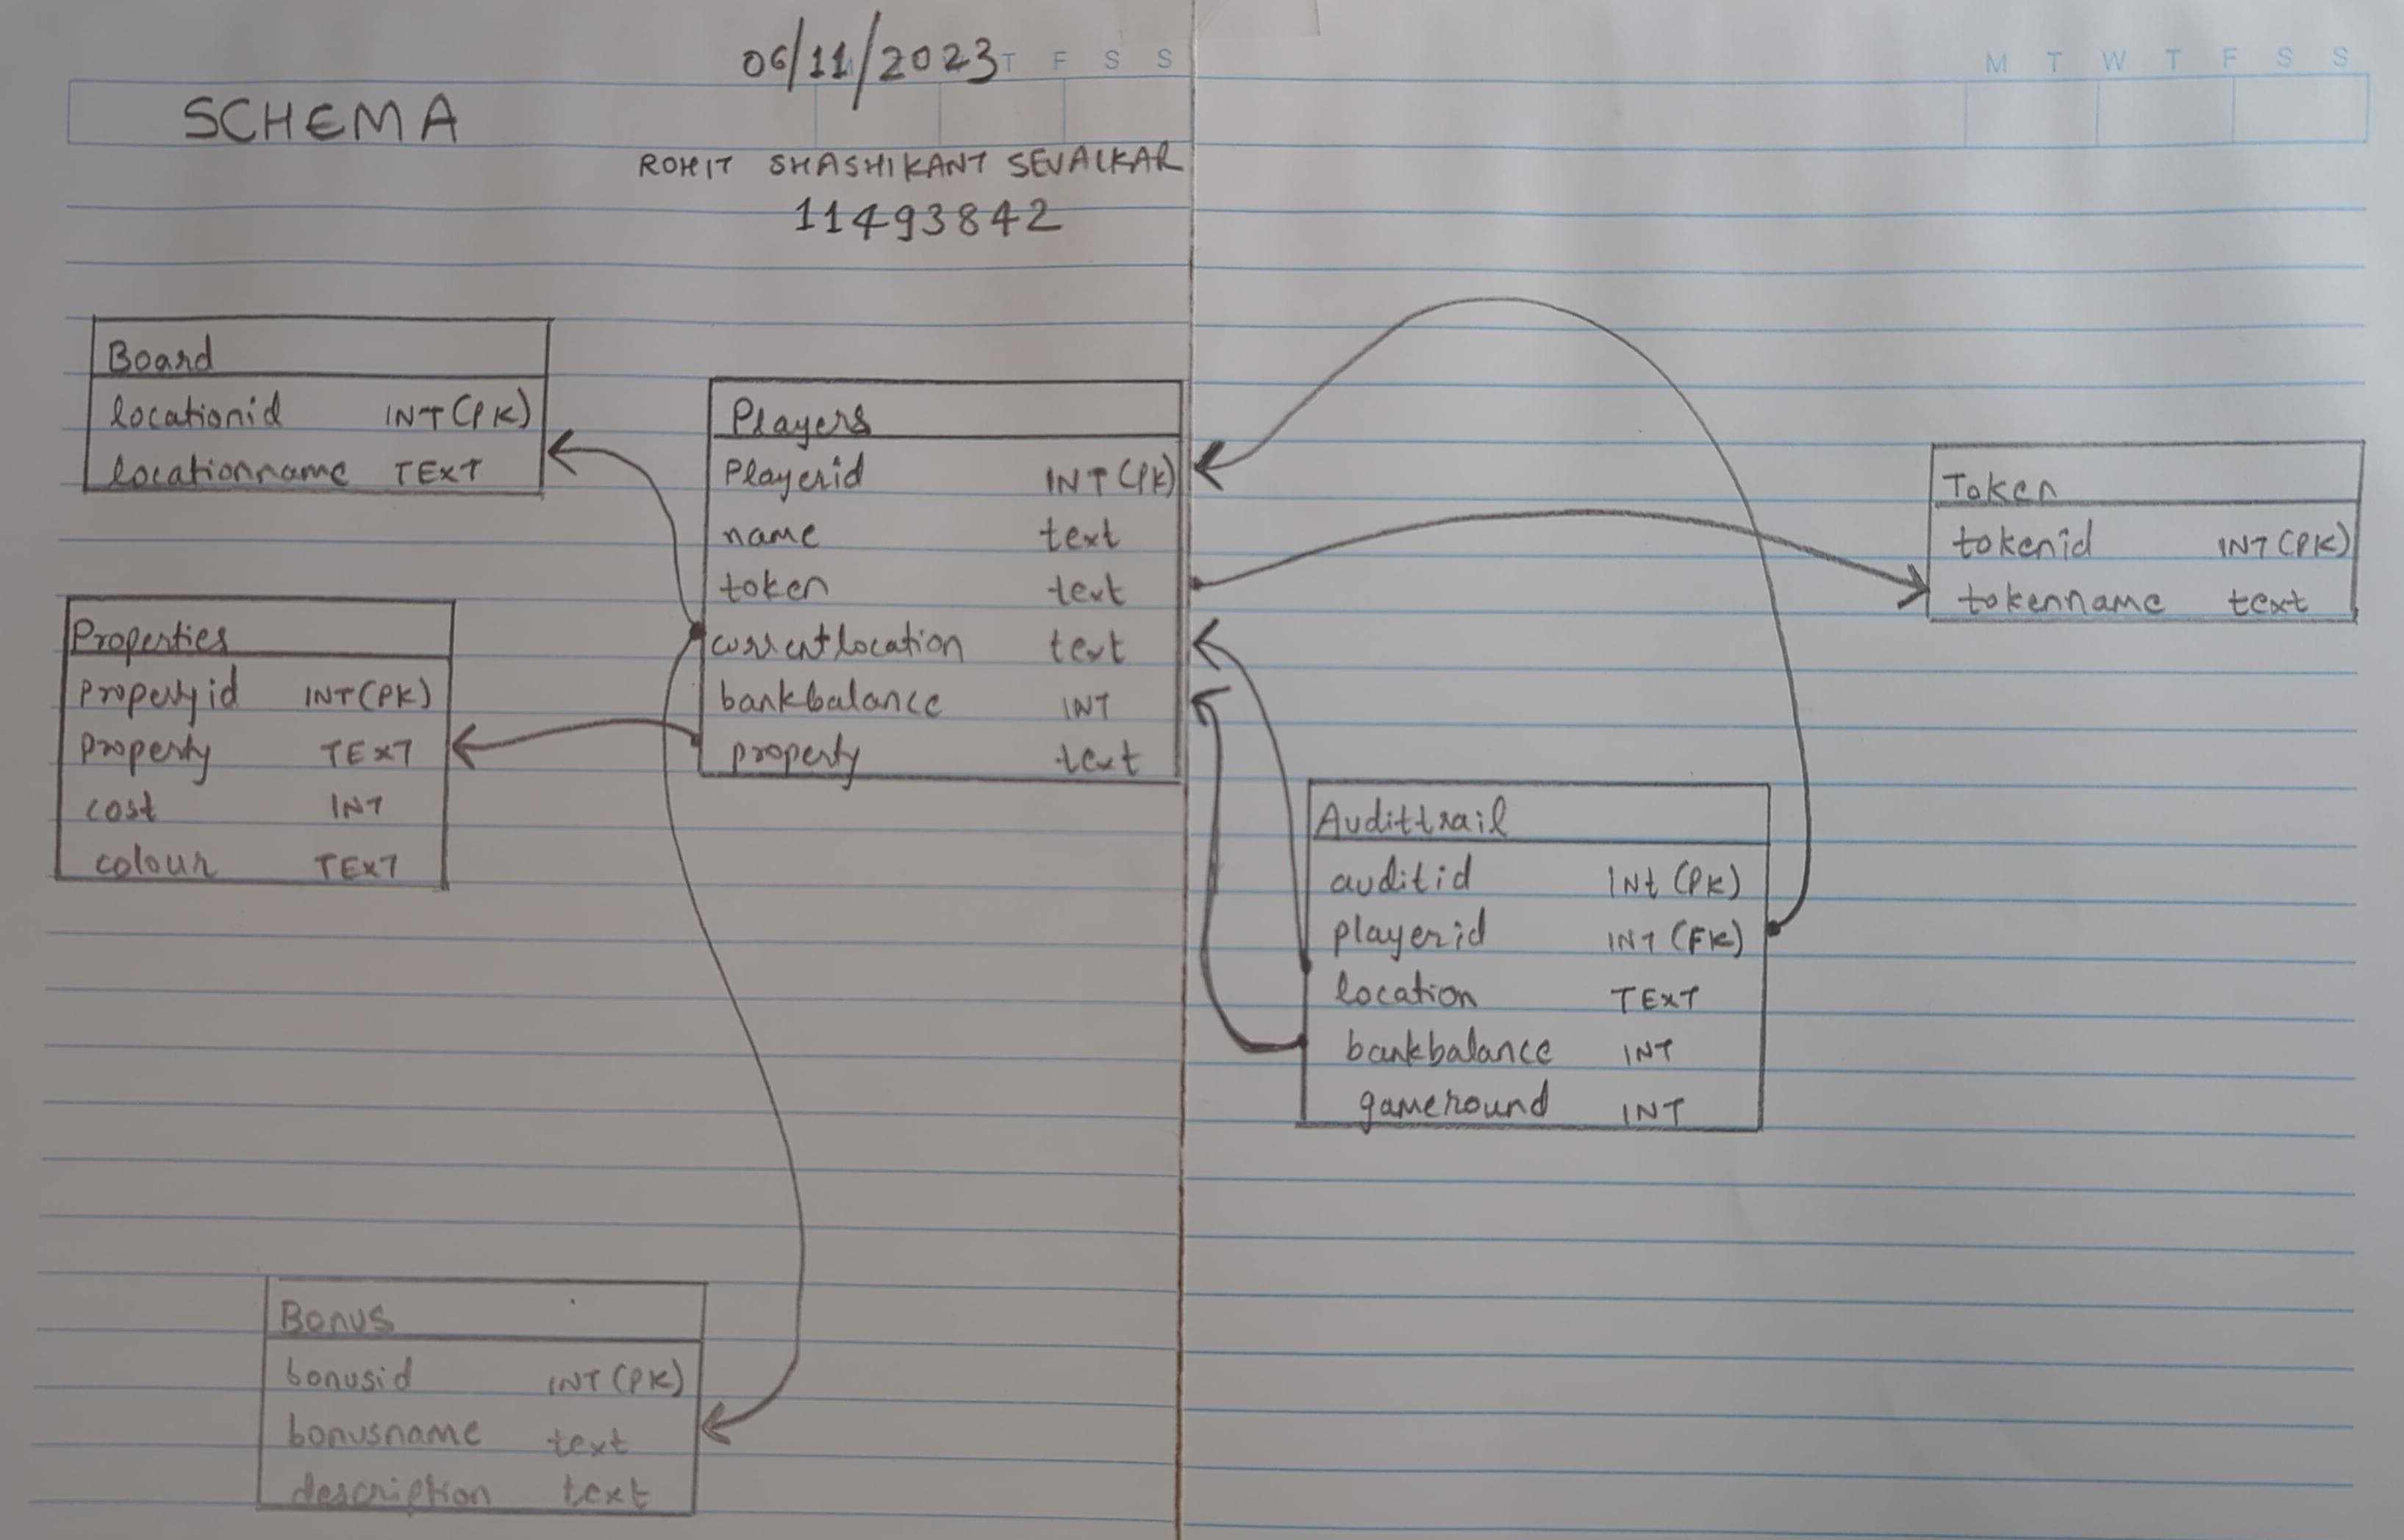 06/11/2023 T F S S
M T W T F S S
SCHEMA
ROHIT SHASHIKANT SEVALKAR
11493842
Board
locationid INT (PK)
locationname TEXT
Players
Playerid INT (PK)
name text
token text
currentlocation text
bankbalance INT
property text
Token
tokenid INT (PK)
tokenname text
Properties
Propertyid INT (PK)
Property TEXT
cost INT
colour TEXT
Audittrail
auditid INt (PK)
playerid INT (FK)
location TEXT
bankbalance INT
gameround INT
Bonus
bonusid INT (PK)
bonusname text
description text